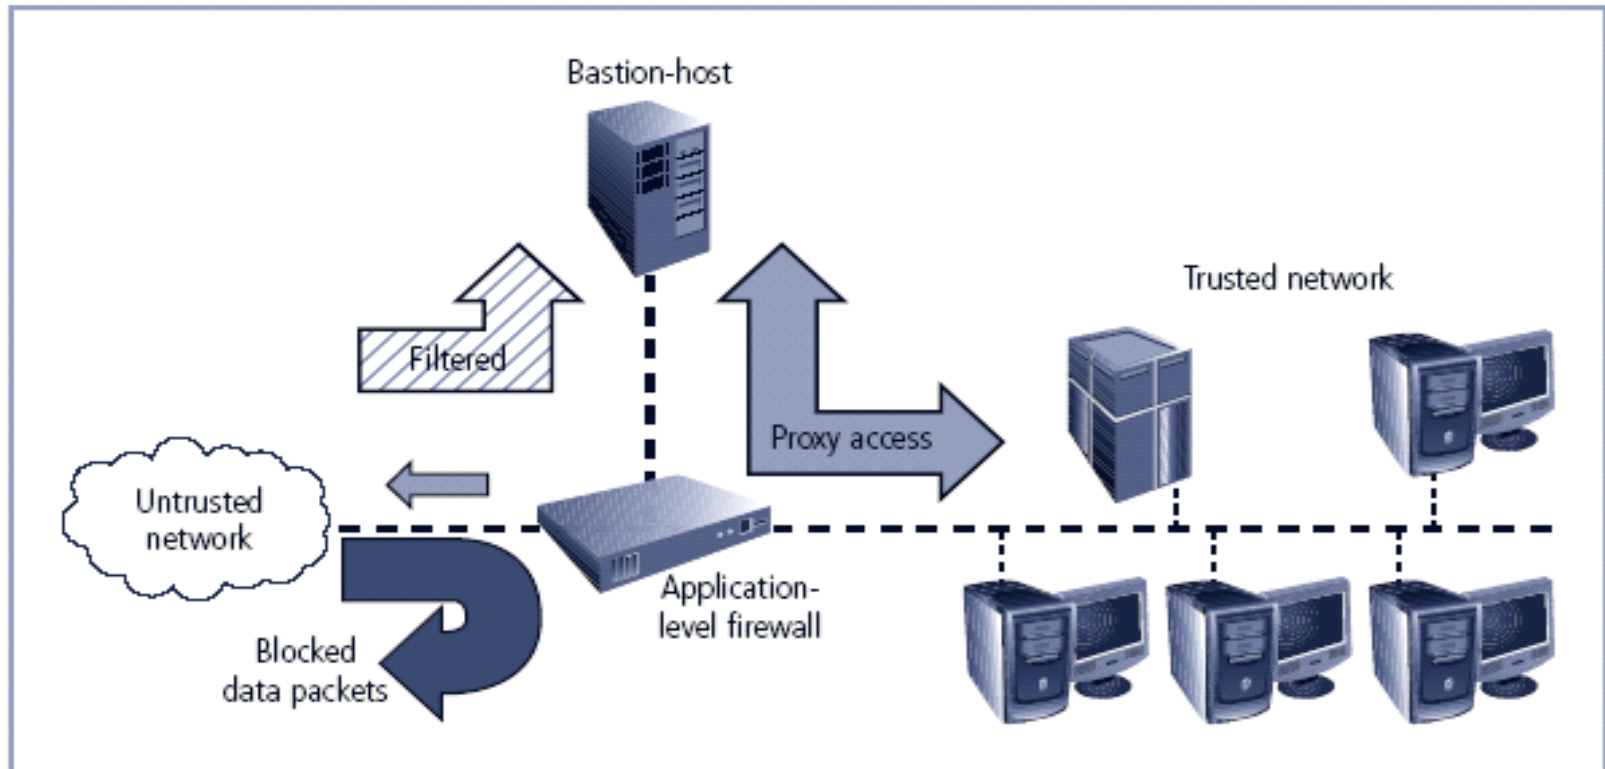 Bastion-host
Trusted network
Filtered
Proxy access
Untrusted
network
Application-
level firewall
Blocked
data packets